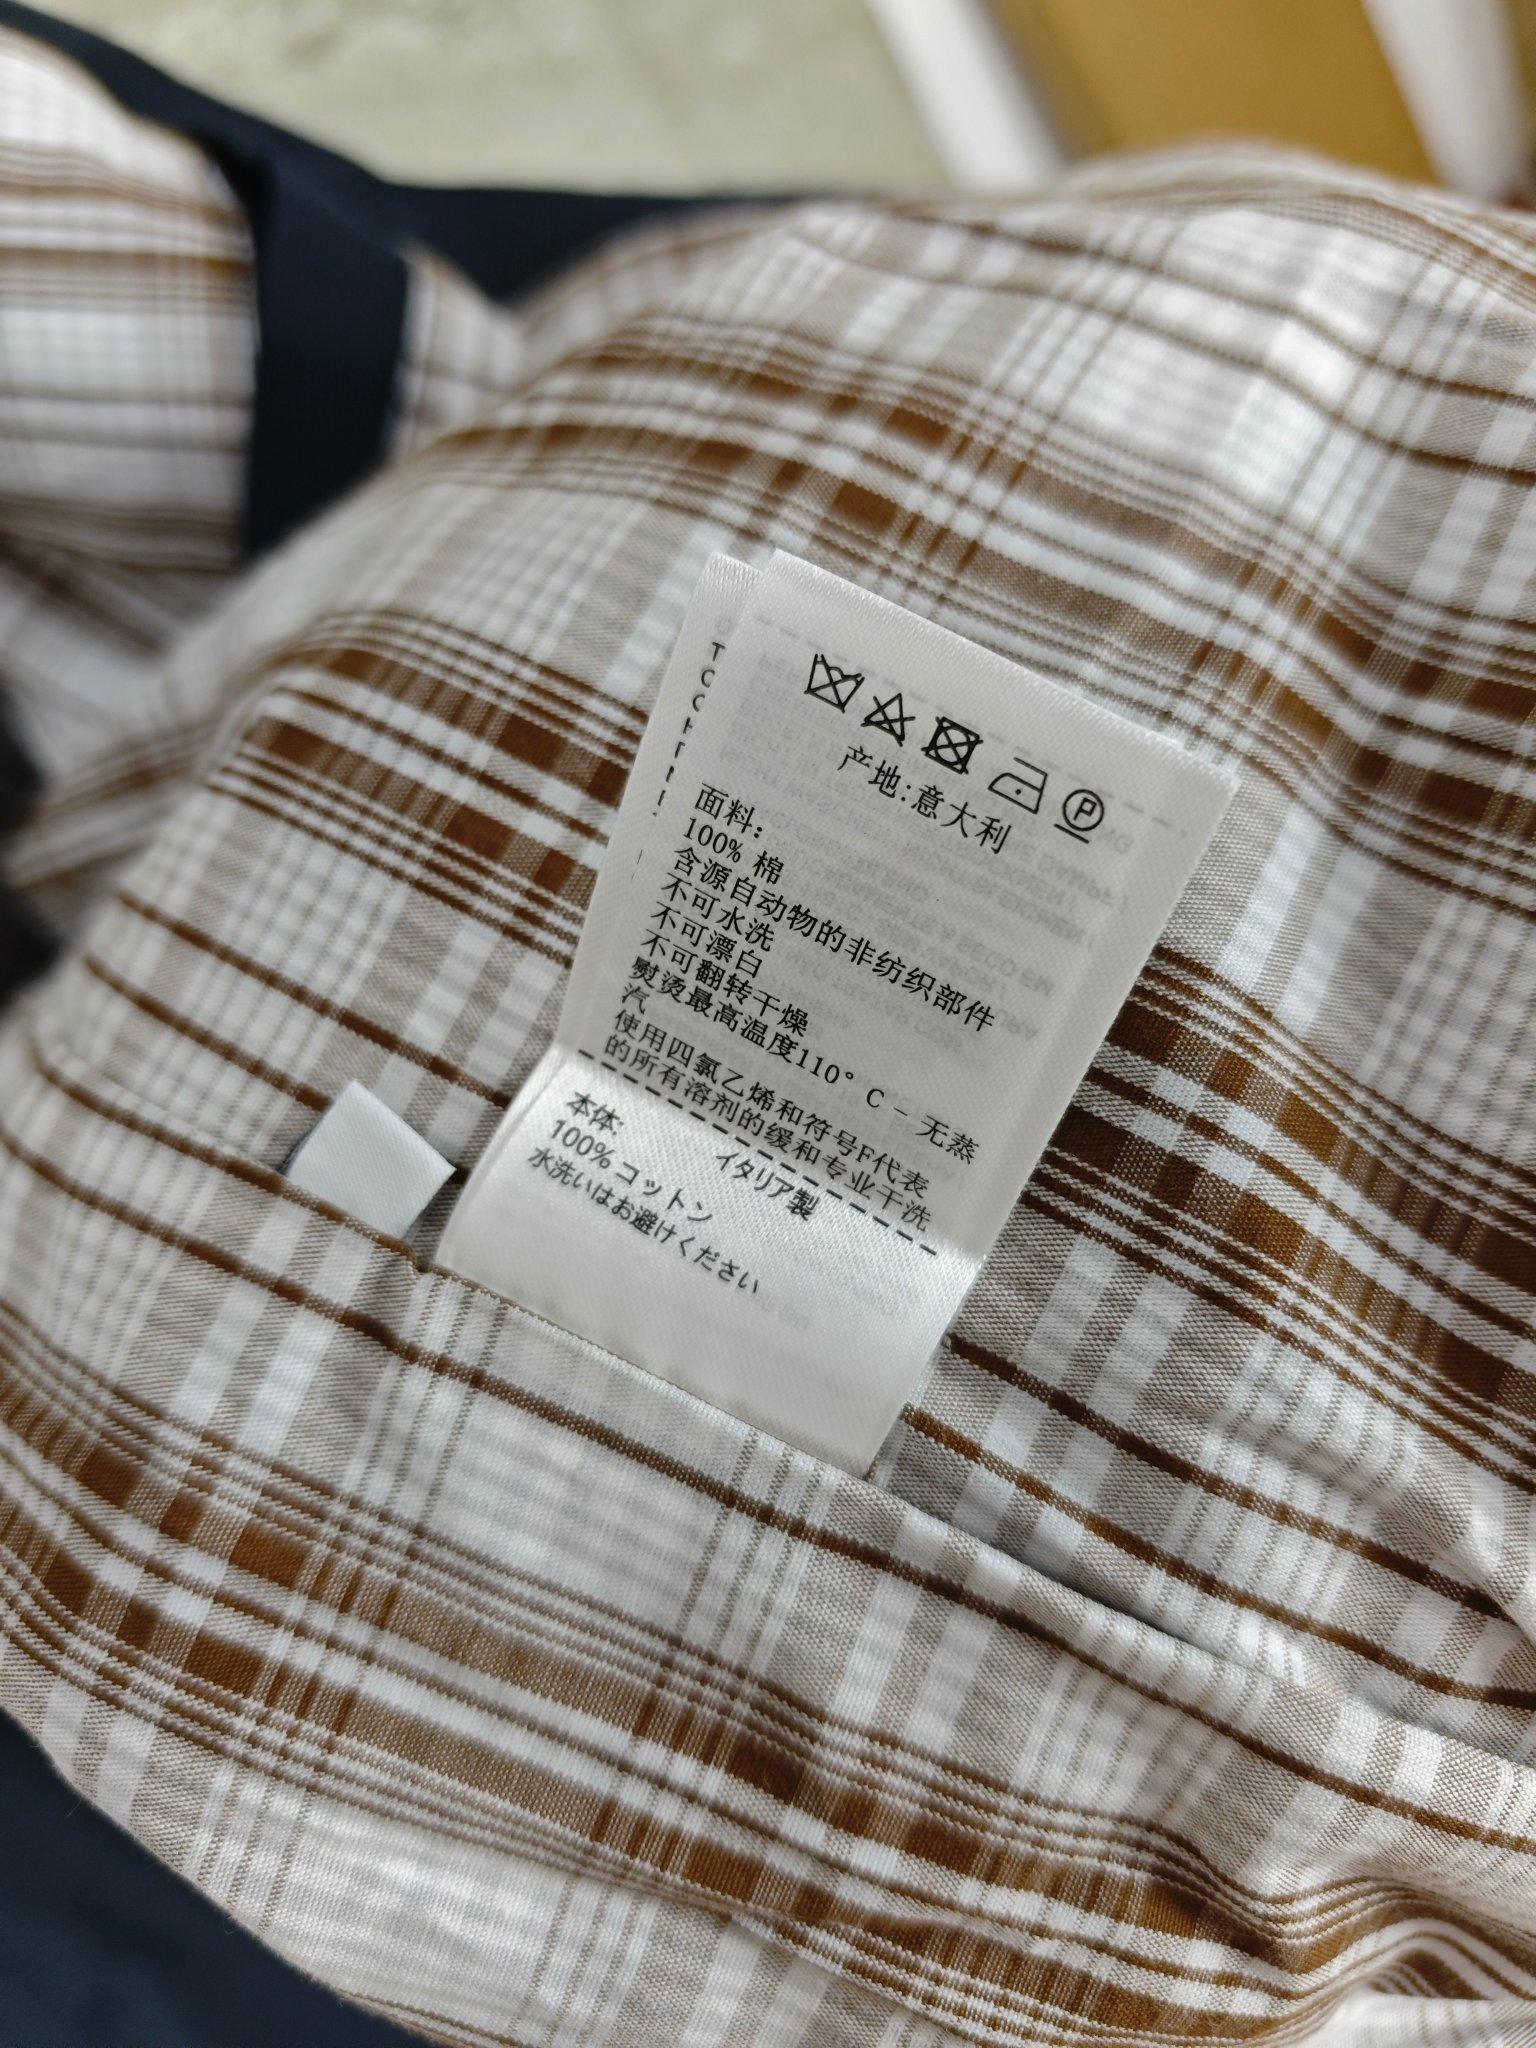 P
产地:意大利
面料：
100% 棉
含源自动物的非纺织部件
不可水洗
不可漂白
不可翻转干燥
熨烫最高温度110° C - 无蒸
汽
使用四氯乙烯和符号F代表
的所有溶剂的缓和专业干洗
イタリア製
本体:
100% コットン
水洗いはお避けください